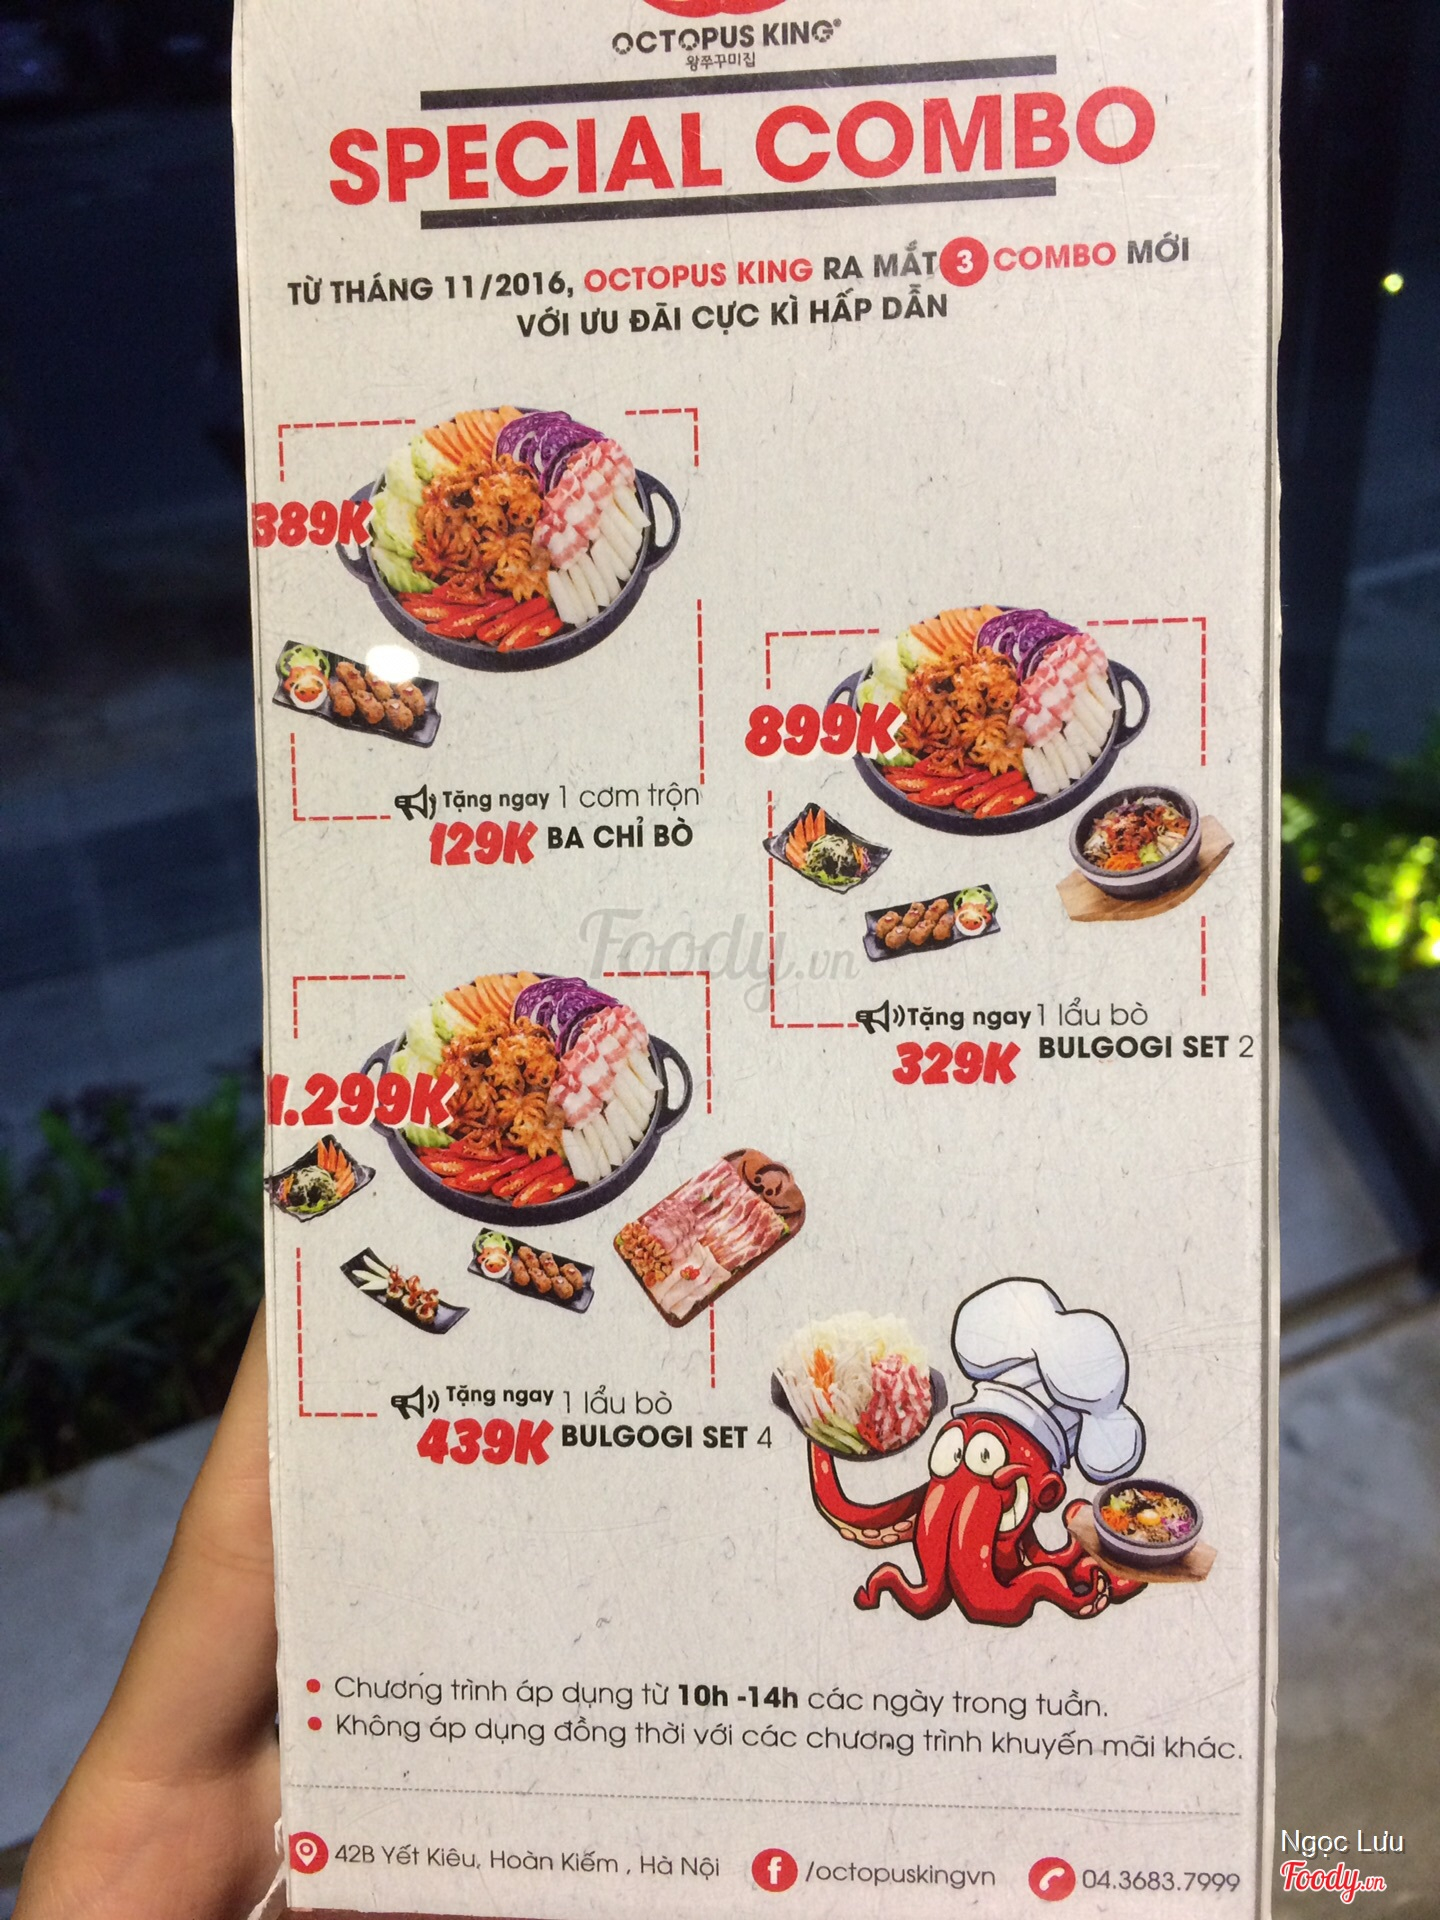 OCTOPUS KING®
왕쭈꾸미집
SPECIAL COMBO
TỪ THÁNG 11/2016, OCTOPUS KING RA MẮT 3 COMBO MỚI
VỚI ƯU ĐÃI CỰC KÌ HẤP DẪN
389K
Tặng ngay 1 cơm trộn
129K BA CHỈ BÒ
899K
Tặng ngay 1 lẩu bò
329K BULGOGI SET 2
1.299K
Tặng ngay 1 lẩu bò
439K BULGOGI SET 4
Foody.vn
• Chương trình áp dụng từ 10h -14h các ngày trong tuần.
• Không áp dụng đồng thời với các chương trình khuyến mãi khác.
42B Yết Kiêu, Hoàn Kiếm , Hà Nội
f /octopuskingvn
04.3683.7999
Ngọc Lưu
Foody.vn